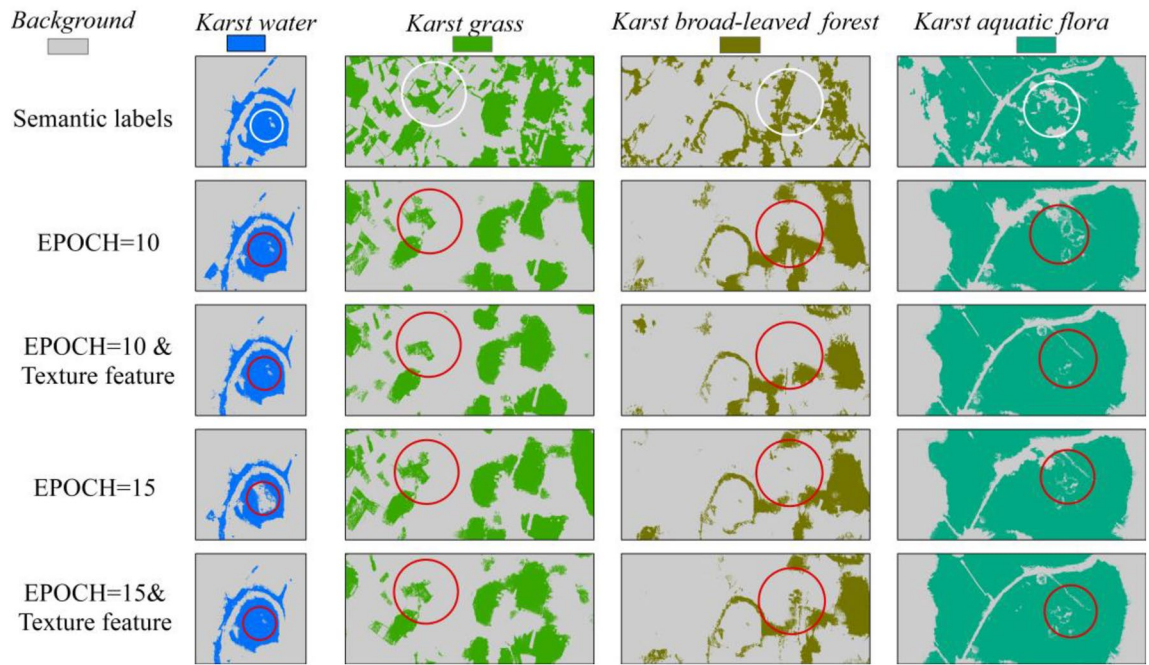 Background
Karst water
Karst grass
Karst broad-leaved forest
Karst aquatic flora
Semantic labels
EPOCH=10
EPOCH=10 &
Texture feature
EPOCH=15
EPOCH=15&
Texture feature